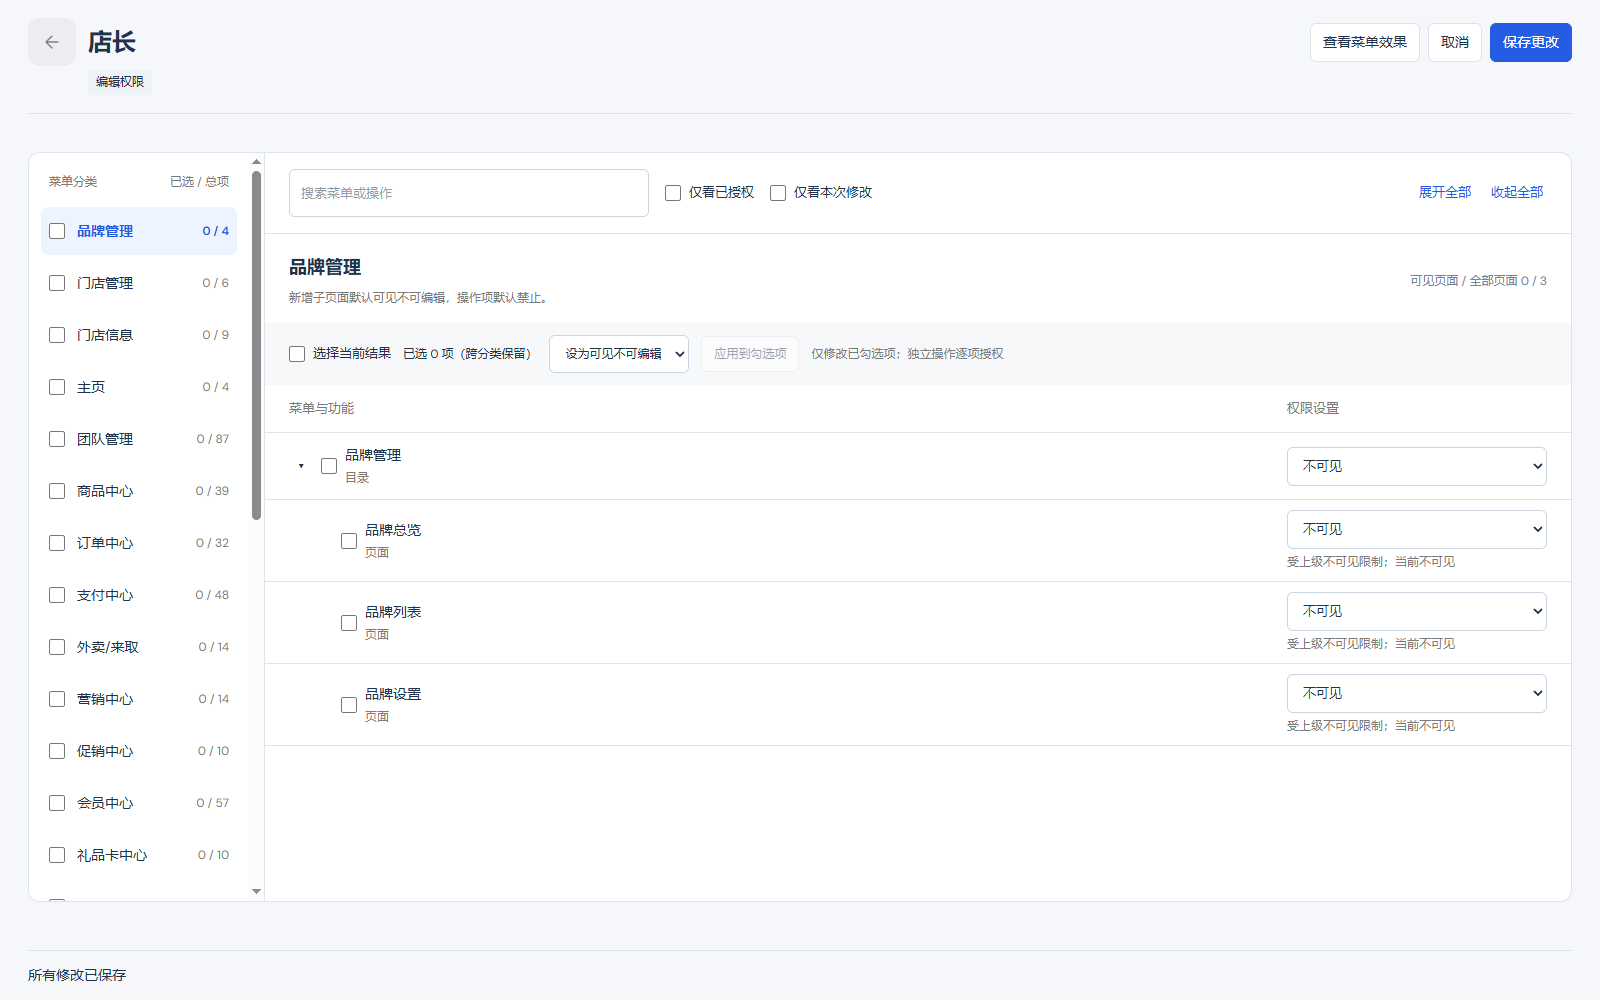 店长
查看菜单效果 取消 保存更改
编辑权限
菜单分类 已选 / 总项
品牌管理 0 / 4
门店管理 0 / 6
门店信息 0 / 9
主页 0 / 4
团队管理 0 / 87
商品中心 0 / 39
订单中心 0 / 32
支付中心 0 / 48
外卖/来取 0 / 14
营销中心 0 / 14
促销中心 0 / 10
会员中心 0 / 57
礼品卡中心 0 / 10
搜索菜单或操作 仅看已授权 仅看本次修改 展开全部 收起全部
品牌管理
新增子页面默认可见不可编辑，操作项默认禁止。
可见页面 / 全部页面 0 / 3
选择当前结果 已选 0 项（跨分类保留） 设为可见不可编辑 应用到勾选项 仅修改已勾选项；独立操作逐项授权
菜单与功能 权限设置
品牌管理
目录
不可见
品牌总览
页面
不可见
受上级不可见限制；当前不可见
品牌列表
页面
不可见
受上级不可见限制；当前不可见
品牌设置
页面
不可见
受上级不可见限制；当前不可见
所有修改已保存